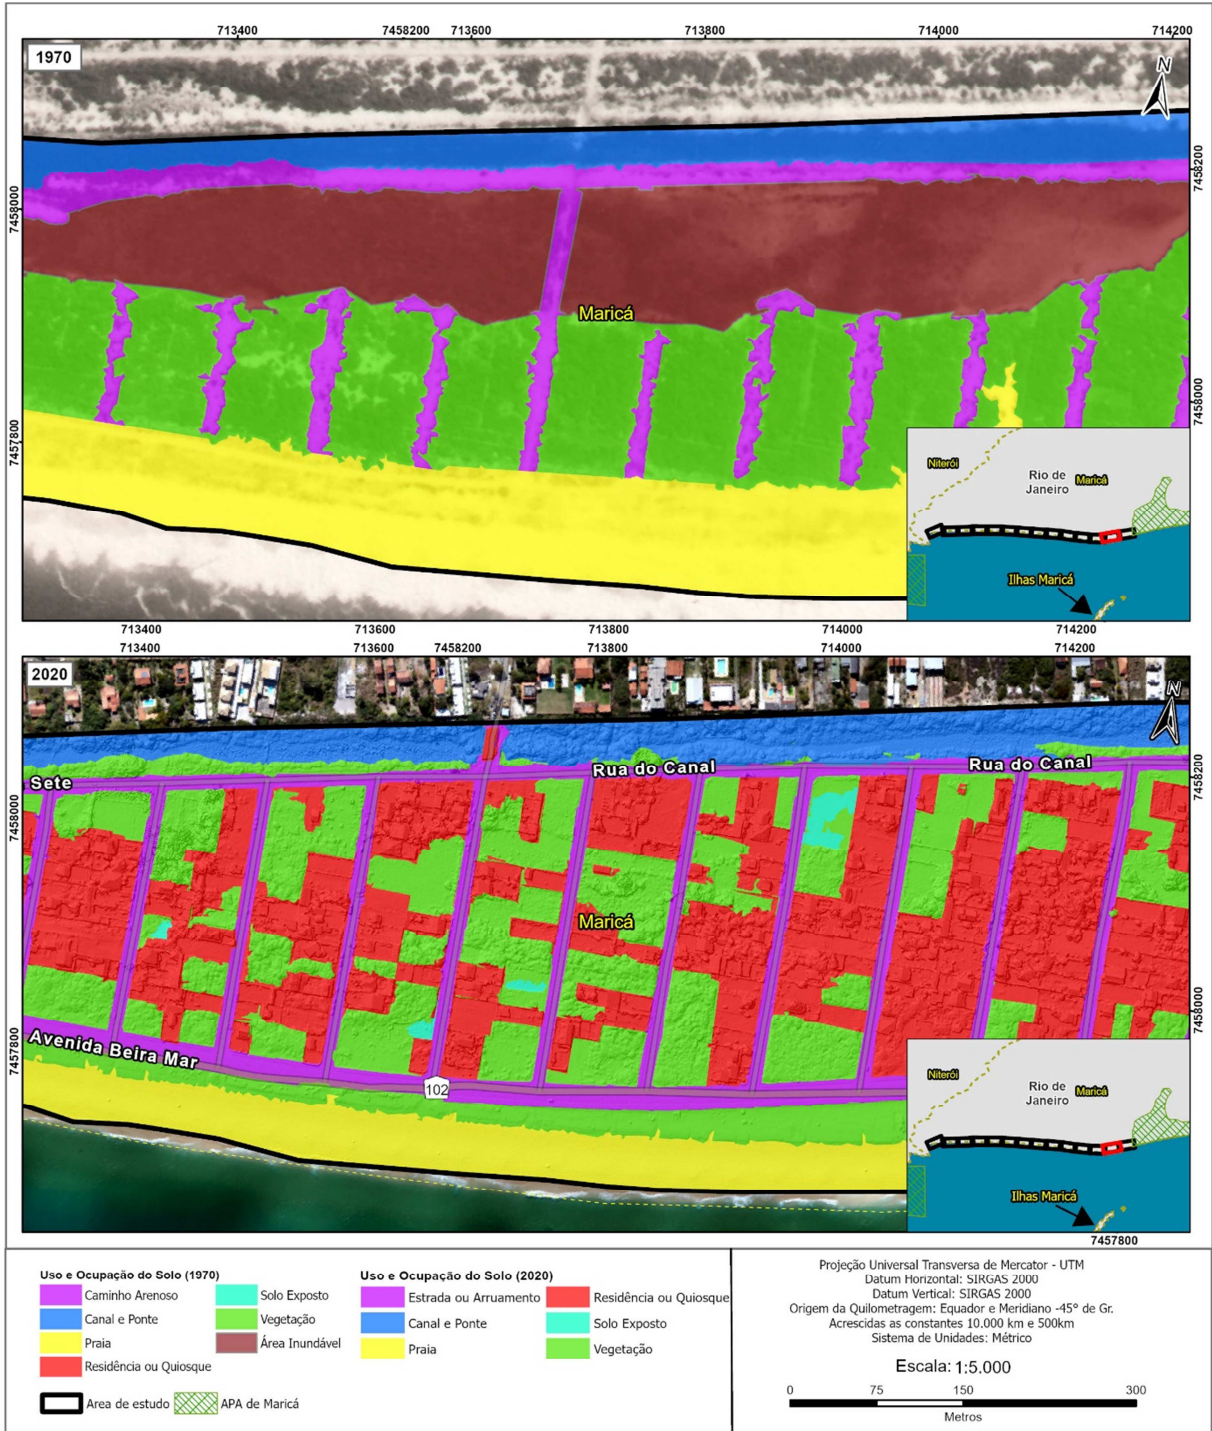 713400 7458200 713600 713800 714000 714200
1970
N
7458200
7458000
Maricá
7458000
7457800
Niterói
Rio de
Janeiro
Maricá
Ilhas Maricá
713400 713600 713800 714000 714200
713400 713600 7458200 713800 714000 714200
2020
N
Sete
Rua do Canal
Rua do Canal
7458200
7458000
Maricá
7458000
7457800
Avenida Beira Mar
102
Niterói
Rio de
Janeiro
Maricá
Ilhas Maricá
7457800
Uso e Ocupação do Solo (1970)
Caminho Arenoso
Canal e Ponte
Praia
Residência ou Quiosque
Solo Exposto
Vegetação
Área Inundável
Uso e Ocupação do Solo (2020)
Estrada ou Arruamento
Canal e Ponte
Praia
Residência ou Quiosque
Solo Exposto
Vegetação
Area de estudo
APA de Maricá
Projeção Universal Transversa de Mercator - UTM
Datum Horizontal: SIRGAS 2000
Datum Vertical: SIRGAS 2000
Origem da Quilometragem: Equador e Meridiano -45° de Gr.
Acrescidas as constantes 10.000 km e 500km
Sistema de Unidades: Métrico
Escala: 1:5.000
0 75 150 300
Metros